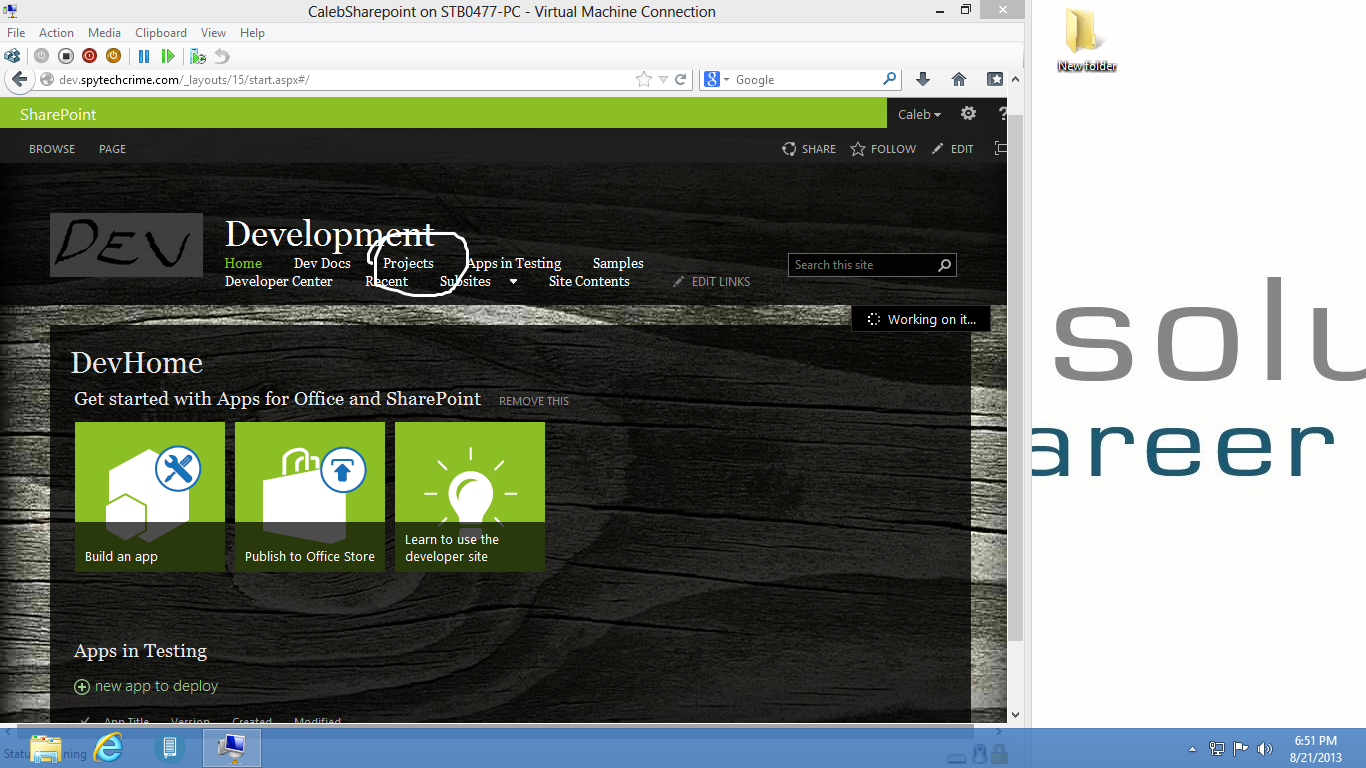 CalebSharepoint on STB0477-PC - Virtual Machine Connection
File Action Media Clipboard View Help
dev.spytechcrime.com/_layouts/15/start.aspx#/ Google
SharePoint Caleb ?
BROWSE PAGE SHARE FOLLOW EDIT
DEV
Development
Home Dev Docs Projects Apps in Testing Samples
Developer Center Recent Subsites Site Contents EDIT LINKS
Search this site
Working on it...
DevHome
Get started with Apps for Office and SharePoint REMOVE THIS
Build an app
Publish to Office Store
Learn to use the
developer site
Apps in Testing
new app to deploy
App Title Version Created Modified
New folder
solu
areer
6:51 PM
8/21/2013